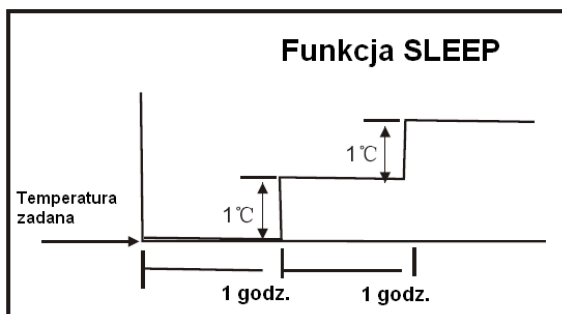 Funkcja SLEEP
1℃
1℃
Temperatura
zadana
1 godz.
1 godz.